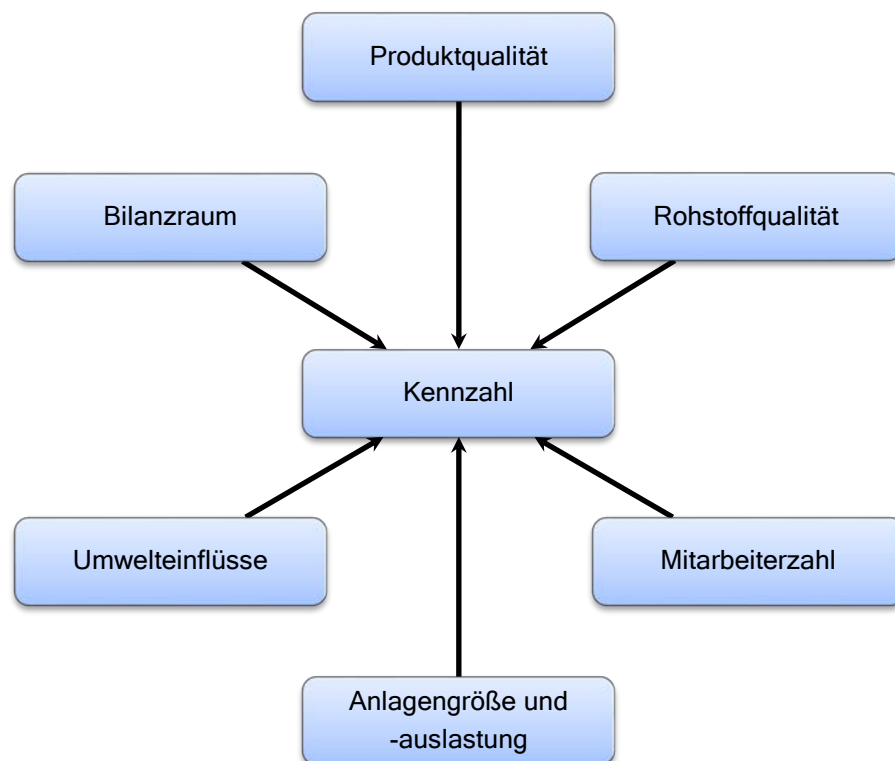 Produktqualität
Bilanzraum
Rohstoffqualität
Kennzahl
Umwelteinflüsse
Mitarbeiterzahl
Anlagengröße und
-auslastung